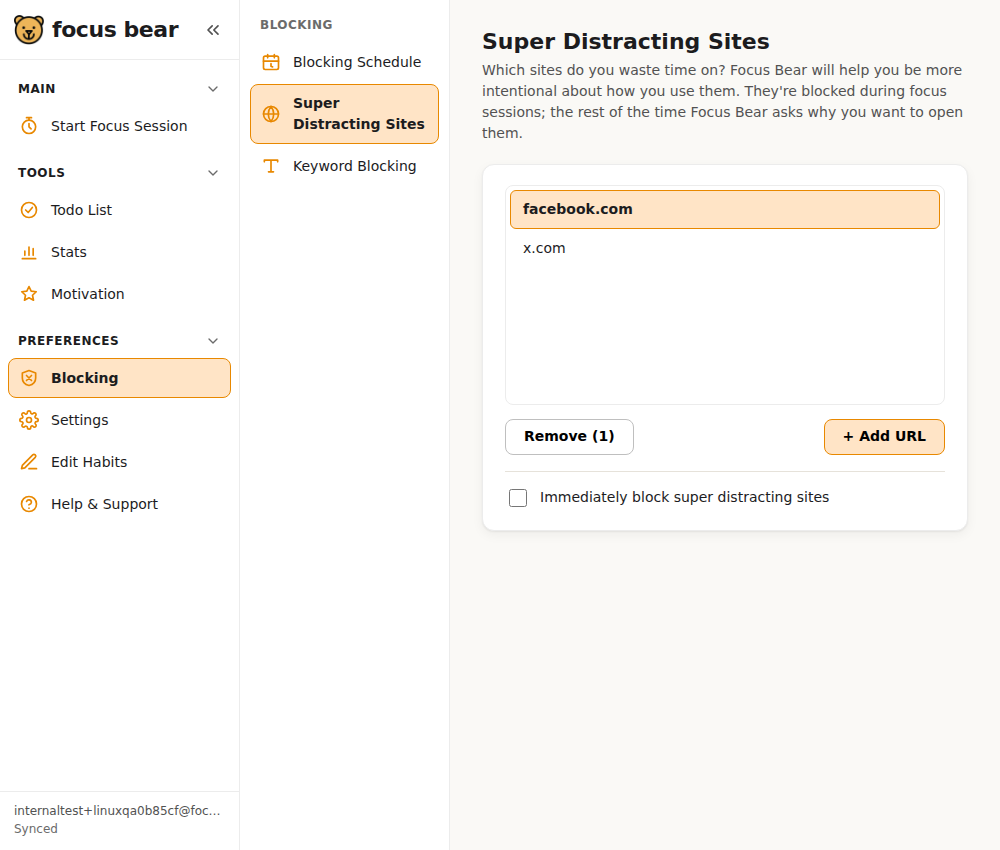 focus bear
MAIN
Start Focus Session
TOOLS
Todo List
Stats
Motivation
PREFERENCES
Blocking
Settings
Edit Habits
Help & Support
internaltest+linuxqa0b85cf@foc...
Synced
BLOCKING
Blocking Schedule
Super
Distracting Sites
Keyword Blocking
Super Distracting Sites
Which sites do you waste time on? Focus Bear will help you be more
intentional about how you use them. They're blocked during focus
sessions; the rest of the time Focus Bear asks why you want to open
them.
facebook.com
x.com
Remove (1)
+ Add URL
Immediately block super distracting sites